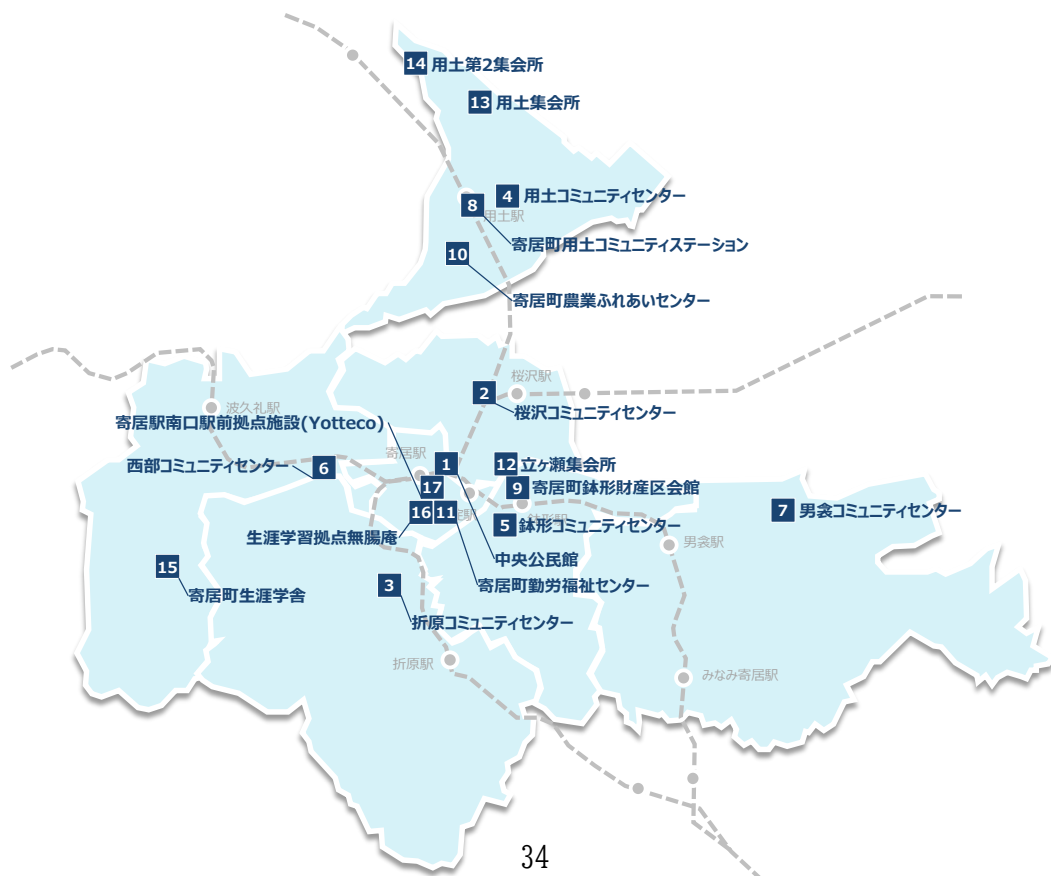 14 用土第2集会所
13 用土集会所
4 用土コミュニティセンター
8
用土駅
寄居町用土コミュニティステーション
10
寄居町農業ふれあいセンター
桜沢駅
2
桜沢コミュニティセンター
波久礼駅
寄居駅南口駅前拠点施設(Yotteco)
寄居駅
1
西部コミュニティセンター 6
12 立ヶ瀬集会所
17
9 寄居町鉢形財産区会館
7 男衾コミュニティセンター
16 11
駅
5 鉢形コミュニティセンター
生涯学習拠点無腸庵
男衾駅
中央公民館
15
寄居町生涯学舎
3
寄居町勤労福祉センター
折原コミュニティセンター
折原駅
みなみ寄居駅
34